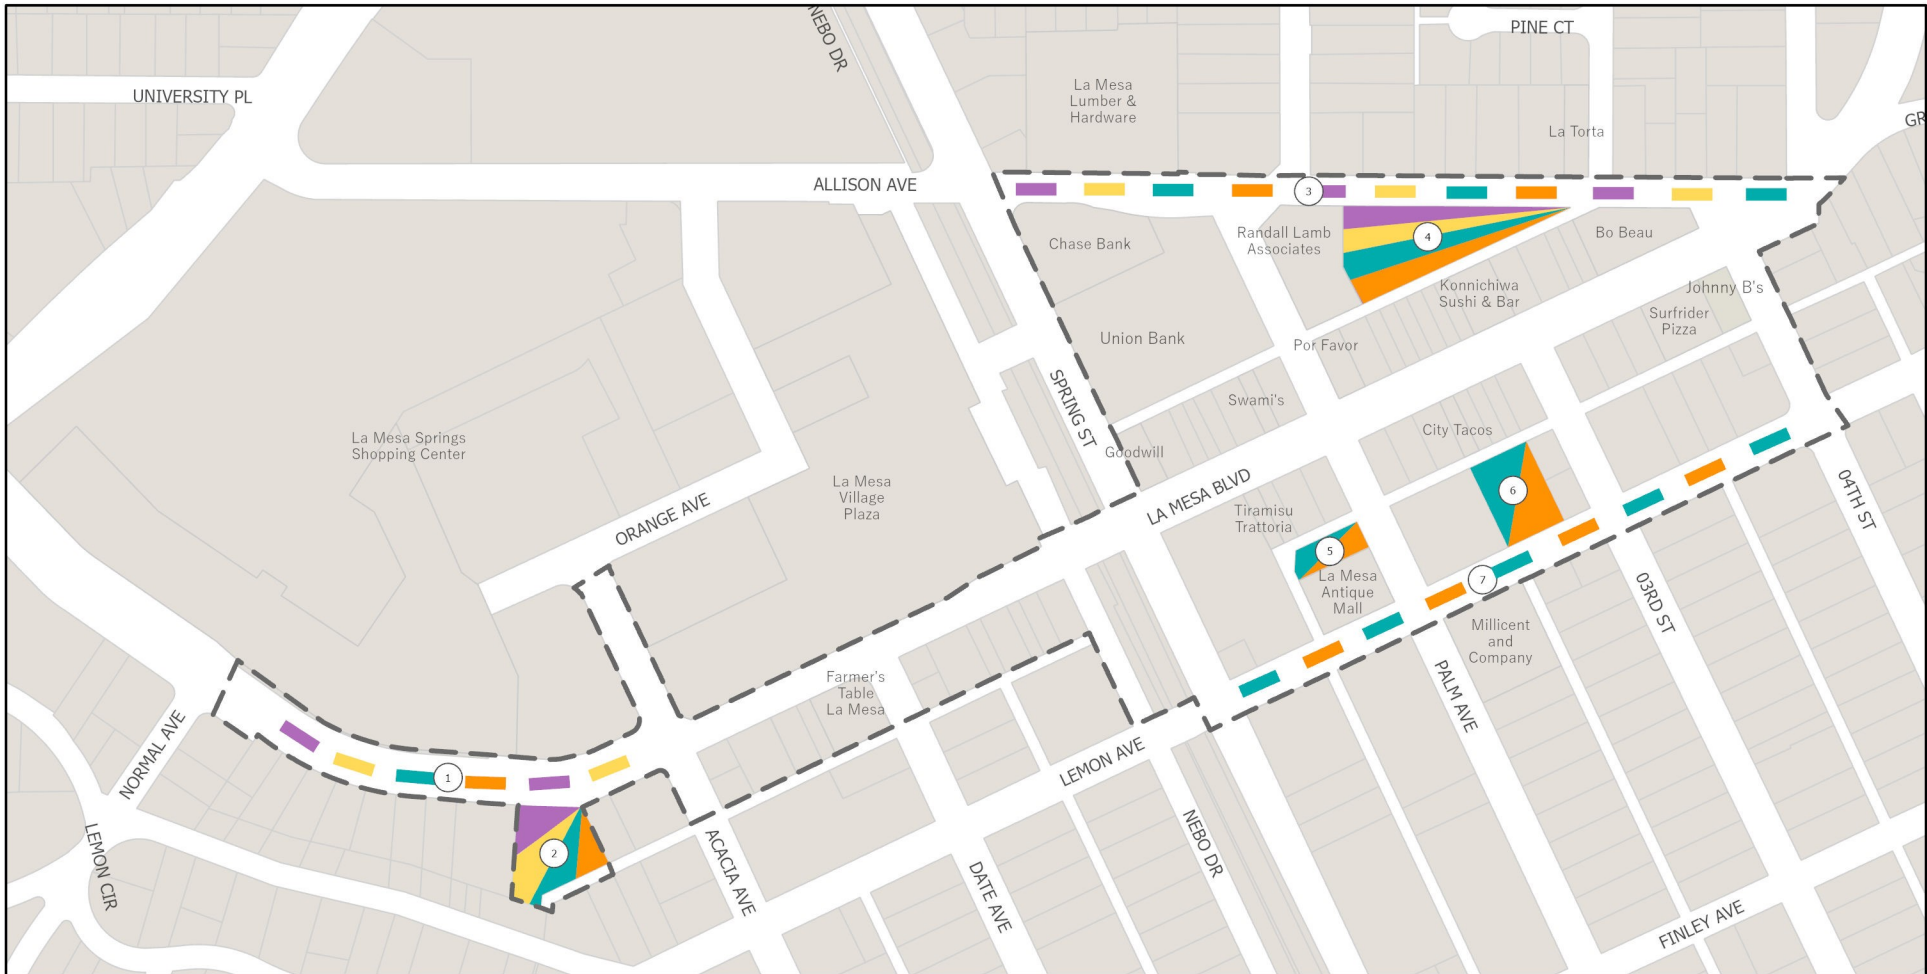 NEBO DR
PINE CT
UNIVERSITY PL
La Mesa
Lumber &
Hardware
GR
La Torta
ALLISON AVE
3
Chase Bank
Randall Lamb
Associates
4
Bo Beau
Konnichiwa
Sushi & Bar
Johnny B's
Surfrider
Pizza
Union Bank
Por Favor
SPRING ST
Swami's
City Tacos
La Mesa Springs
Shopping Center
Goodwill
La Mesa
Village
Plaza
LA MESA BLVD
6
04TH ST
ORANGE AVE
Tiramisu
Trattoria
5
La Mesa
Antique
Mall
7
03RD ST
Millicent
and
Company
Farmer's
Table
La Mesa
PALM AVE
NORMAL AVE
1
LEMON AVE
2
LEMON CIR
ACACIA AVE
NEBO DR
DATE AVE
FINLEY AVE